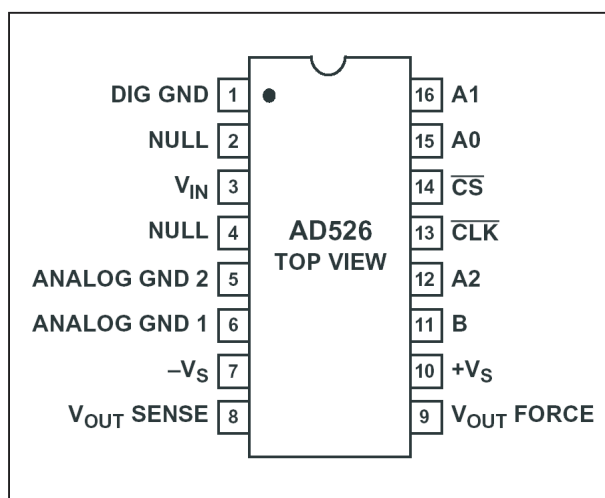 DIG GND 1 16 A1
NULL 2 15 A0
V_IN 3 14 C̅S̅
NULL 4 13 C̅L̅K̅
AD526
TOP VIEW
ANALOG GND 2 5 12 A2
ANALOG GND 1 6 11 B
–V_S 7 10 +V_S
V_OUT SENSE 8 9 V_OUT FORCE